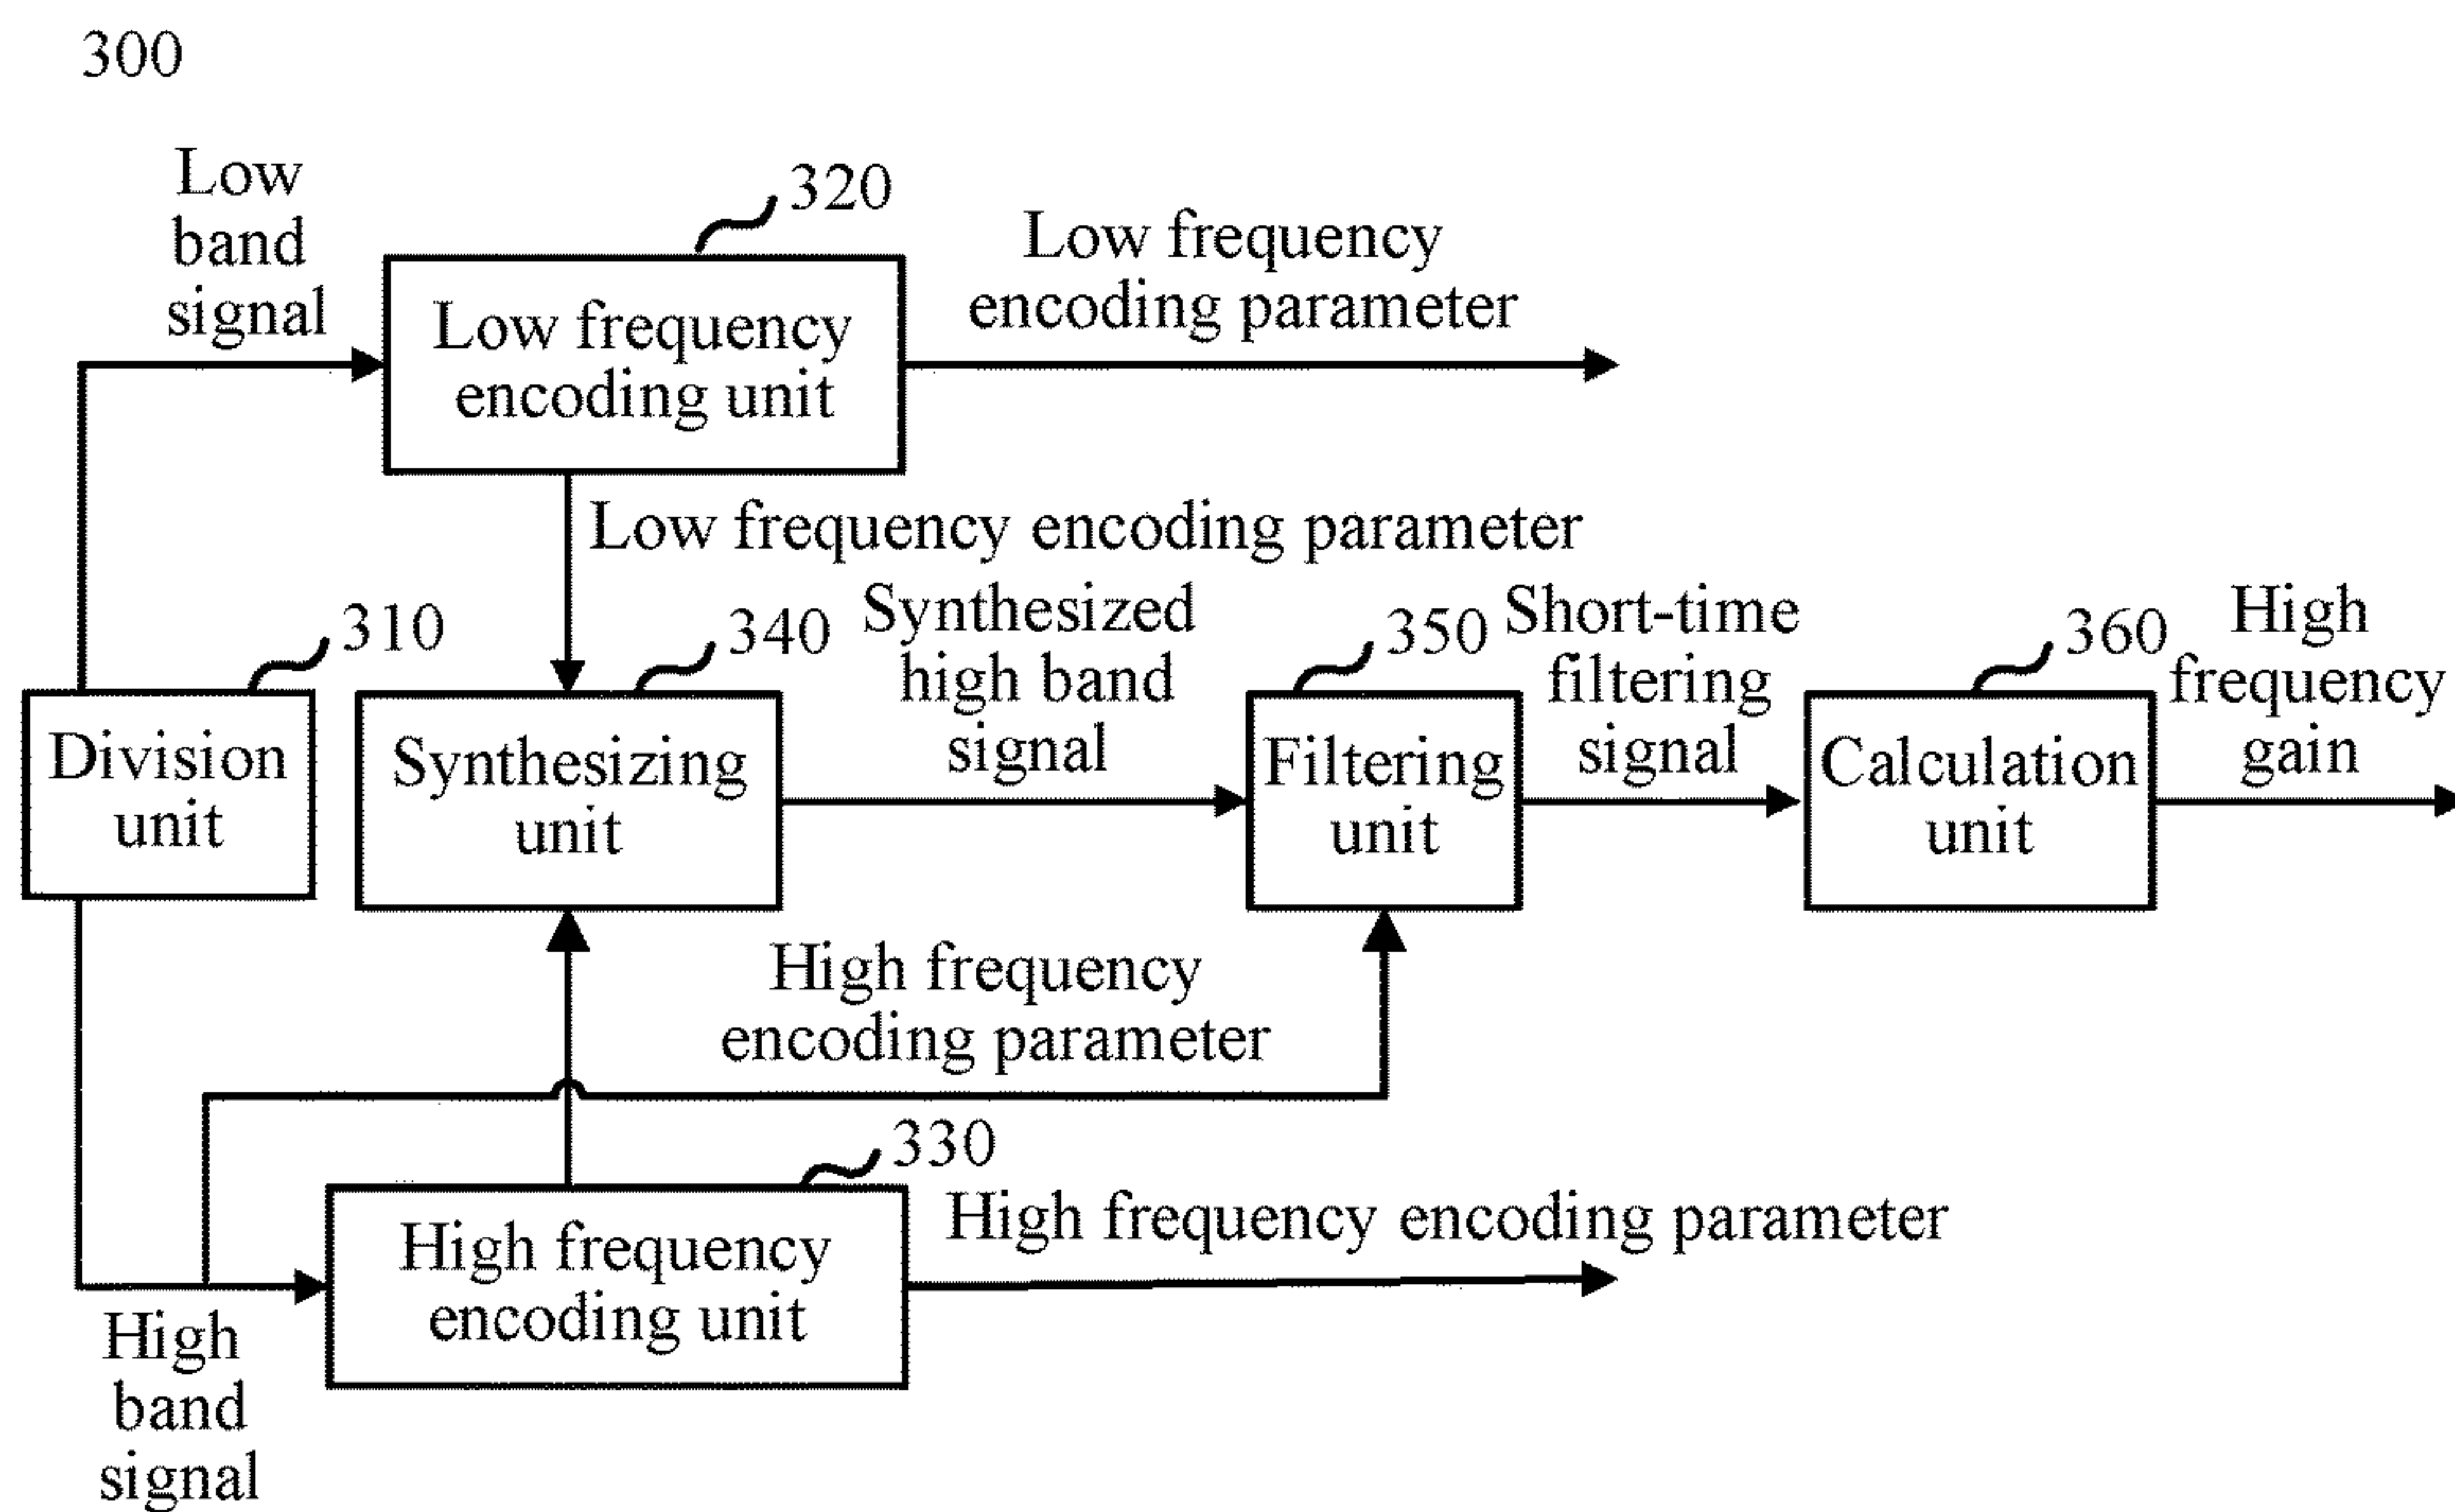 300
Low
band
signal
320
Low frequency
encoding parameter
Low frequency
encoding unit
Low frequency encoding parameter
310
340
Synthesized
high band
signal
350
Short-time
filtering
signal
360
High
frequency
gain
Division
unit
Synthesizing
unit
Filtering
unit
Calculation
unit
High frequency
encoding parameter
330
High frequency
encoding unit
High frequency encoding parameter
High
band
signal